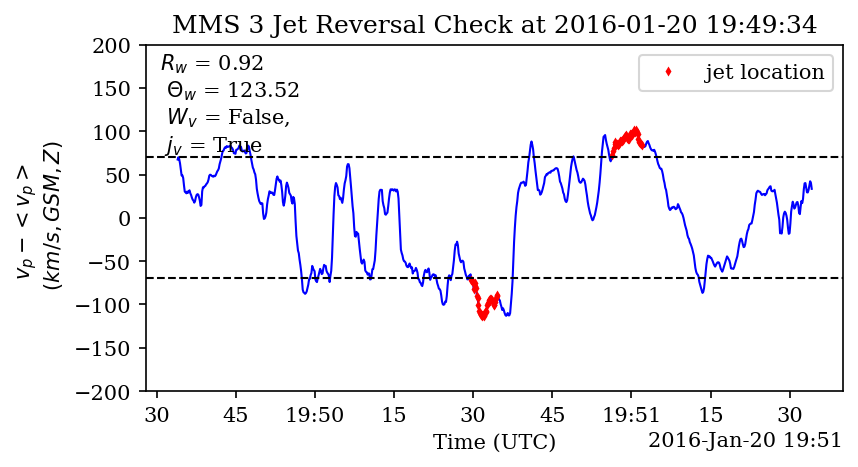 MMS 3 Jet Reversal Check at 2016-01-20 19:49:34
R_w = 0.92
Θ_w = 123.52
W_v = False,
j_v = True
jet location
v_p − < v_p >
(km/s, GSM, Z)
200
150
100
50
0
−50
−100
−150
−200
30 45 19:50 15 30 45 19:51 15 30
Time (UTC)
2016-Jan-20 19:51